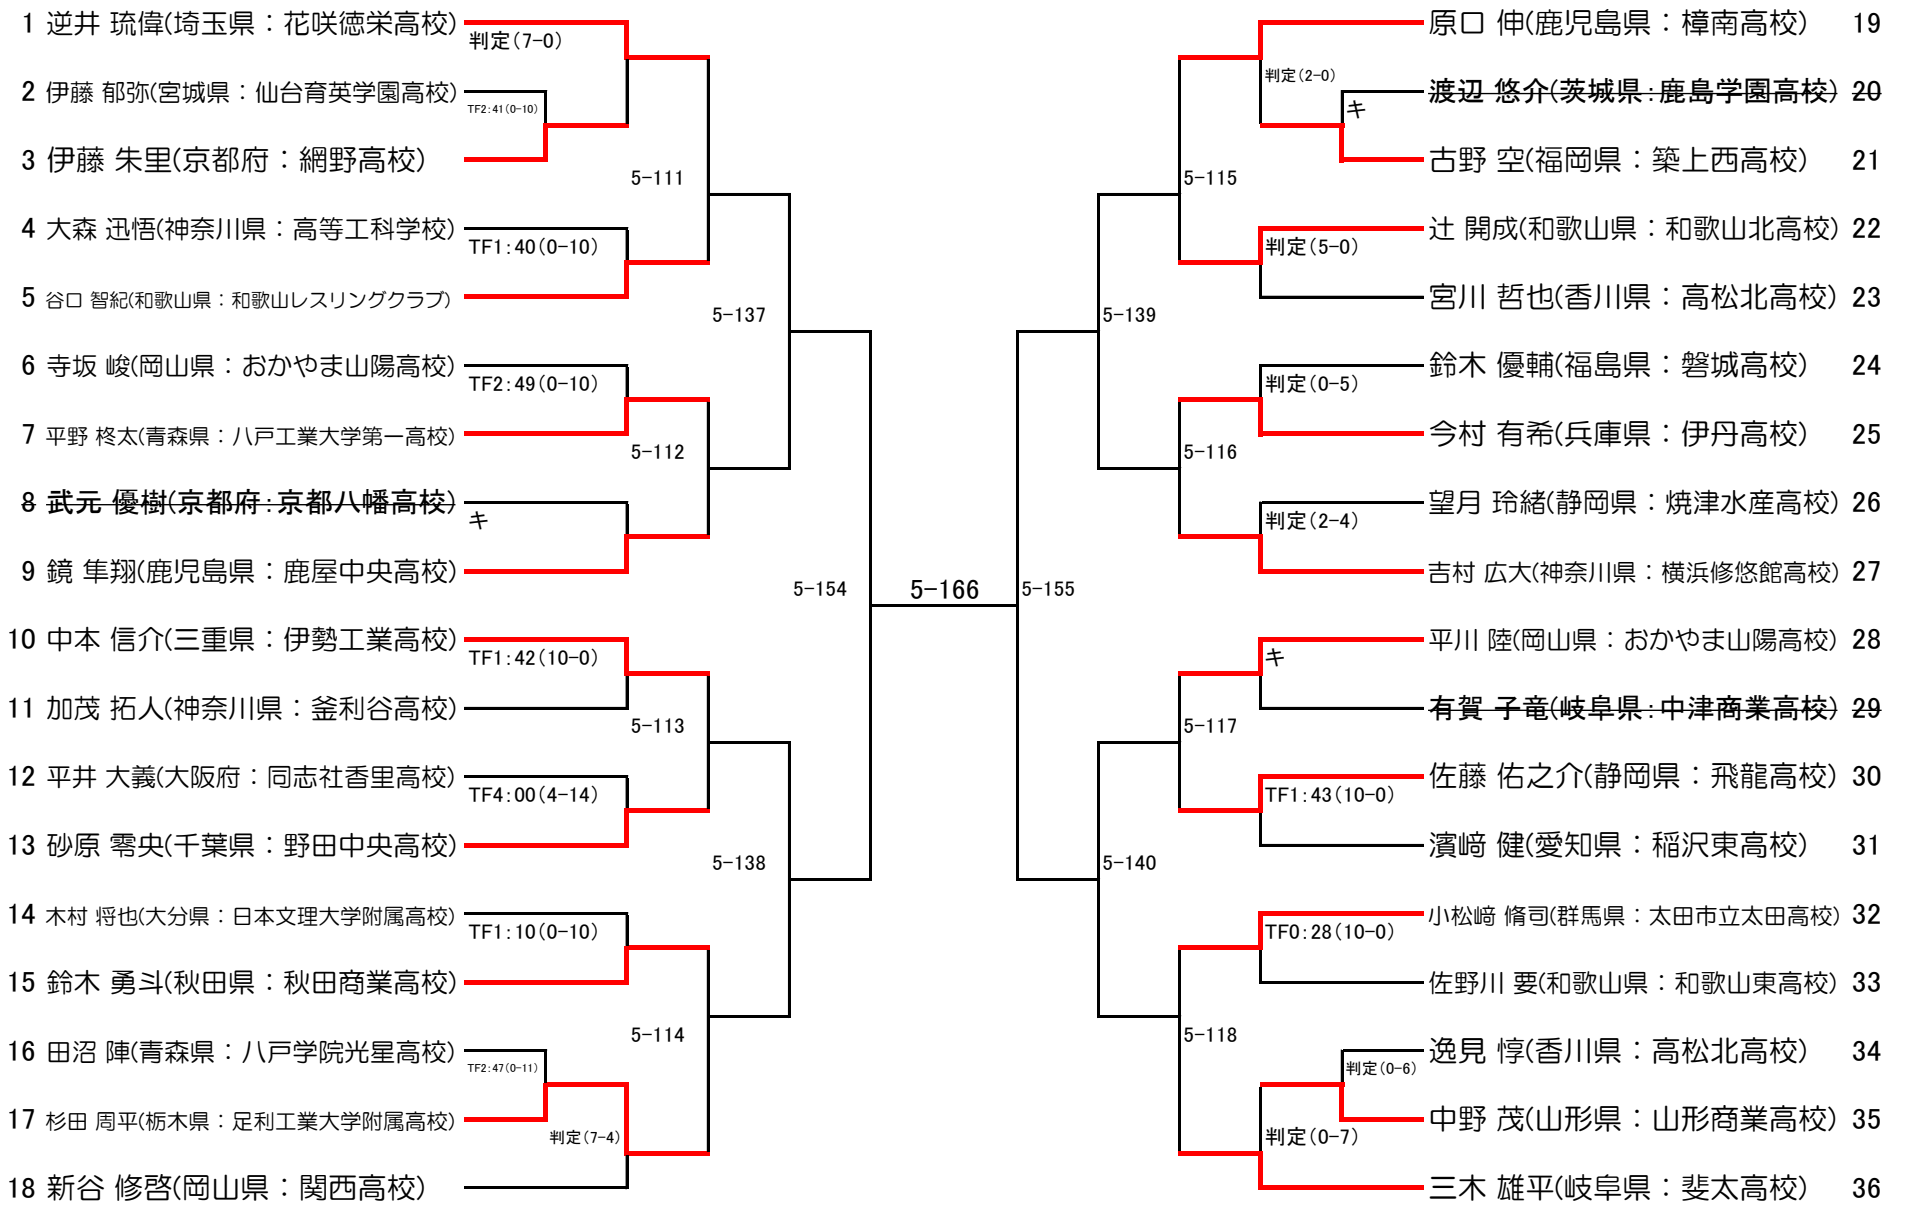 1 逆井 琉偉(埼玉県：花咲徳栄高校)
判定(7-0)
2 伊藤 郁弥(宮城県：仙台育英学園高校)
TF2:41(0-10)
3 伊藤 朱里(京都府：網野高校)
5-111
4 大森 迅悟(神奈川県：高等工科学校)
TF1:40(0-10)
5 谷口 智紀(和歌山県：和歌山レスリングクラブ)
5-137
6 寺坂 峻(岡山県：おかやま山陽高校)
TF2:49(0-10)
7 平野 柊太(青森県：八戸工業大学第一高校)
5-112
8 武元 優樹(京都府：京都八幡高校)
キ
9 鏡 隼翔(鹿児島県：鹿屋中央高校)
5-154
10 中本 信介(三重県：伊勢工業高校)
TF1:42(10-0)
11 加茂 拓人(神奈川県：釜利谷高校)
5-113
12 平井 大義(大阪府：同志社香里高校)
TF4:00(4-14)
13 砂原 零央(千葉県：野田中央高校)
5-138
14 木村 将也(大分県：日本文理大学附属高校)
TF1:10(0-10)
15 鈴木 勇斗(秋田県：秋田商業高校)
5-114
16 田沼 陣(青森県：八戸学院光星高校)
TF2:47(0-11)
17 杉田 周平(栃木県：足利工業大学附属高校)
判定(7-4)
18 新谷 修啓(岡山県：関西高校)
5-166
原口 伸(鹿児島県：樟南高校) 19
判定(2-0)
渡辺 悠介(茨城県：鹿島学園高校) 20
キ
古野 空(福岡県：築上西高校) 21
5-115
辻 開成(和歌山県：和歌山北高校) 22
判定(5-0)
宮川 哲也(香川県：高松北高校) 23
5-139
鈴木 優輔(福島県：磐城高校) 24
判定(0-5)
今村 有希(兵庫県：伊丹高校) 25
5-116
望月 玲緒(静岡県：焼津水産高校) 26
判定(2-4)
吉村 広大(神奈川県：横浜修悠館高校) 27
5-155
平川 陸(岡山県：おかやま山陽高校) 28
キ
有賀 子竜(岐阜県：中津商業高校) 29
5-117
佐藤 佑之介(静岡県：飛龍高校) 30
TF1:43(10-0)
濱﨑 健(愛知県：稲沢東高校) 31
5-140
小松﨑 脩司(群馬県：太田市立太田高校) 32
TF0:28(10-0)
佐野川 要(和歌山県：和歌山東高校) 33
5-118
逸見 惇(香川県：高松北高校) 34
判定(0-6)
中野 茂(山形県：山形商業高校) 35
判定(0-7)
三木 雄平(岐阜県：斐太高校) 36